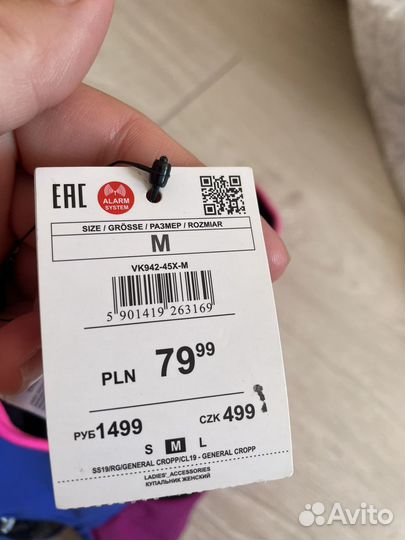 EAC
ALARM
SYSTEM
SIZE / GRÖSSE / РАЗМЕР / ROZMIAR
M
VK942-45X-M
5 901419 263169
PLN 79 99
РУБ 1499
CZK 499
S M L
SS19/RG/GENERAL CROPP/CL19 - GENERAL CROPP
LADIES`_ACCESSORIES
КУПАЛЬНИК ЖЕНСКИЙ
Avito